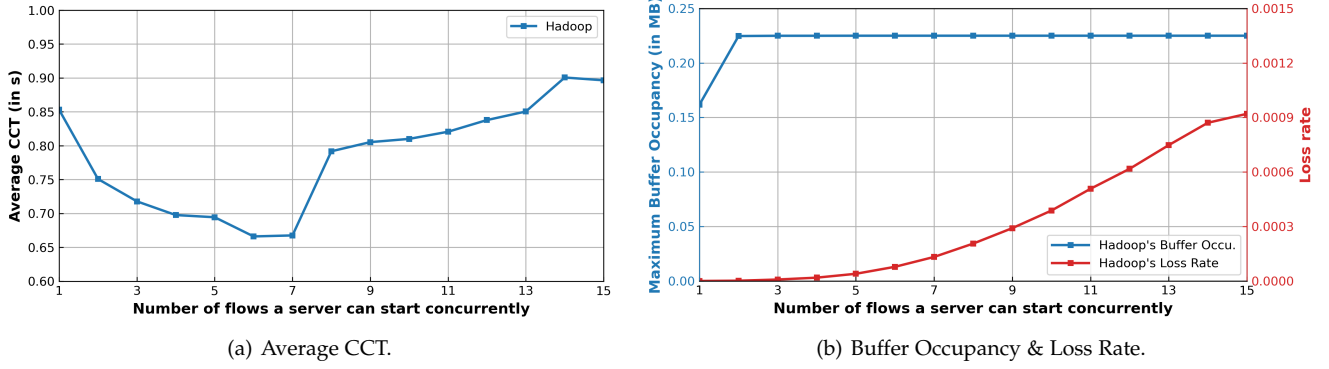 1.00
0.95
0.90
0.85
0.80
0.75
0.70
0.65
0.60
Average CCT (in s)
Hadoop
1 3 5 7 9 11 13 15
Number of flows a server can start concurrently
(a) Average CCT.
0.25
0.20
0.15
0.10
0.05
0.00
Maximum Buffer Occupancy (in MB)
0.0015
0.0012
0.0009
0.0006
0.0003
0.0000
Loss rate
Hadoop's Buffer Occu.
Hadoop's Loss Rate
1 3 5 7 9 11 13 15
Number of flows a server can start concurrently
(b) Buffer Occupancy & Loss Rate.